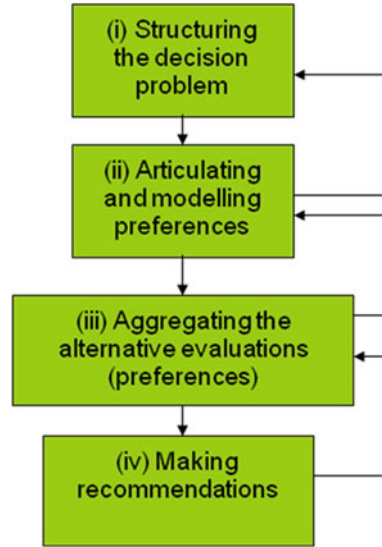 (i) Structuring
the decision
problem
(ii) Articulating
and modelling
preferences
(iii) Aggregating the
alternative evaluations
(preferences)
(iv) Making
recommendations